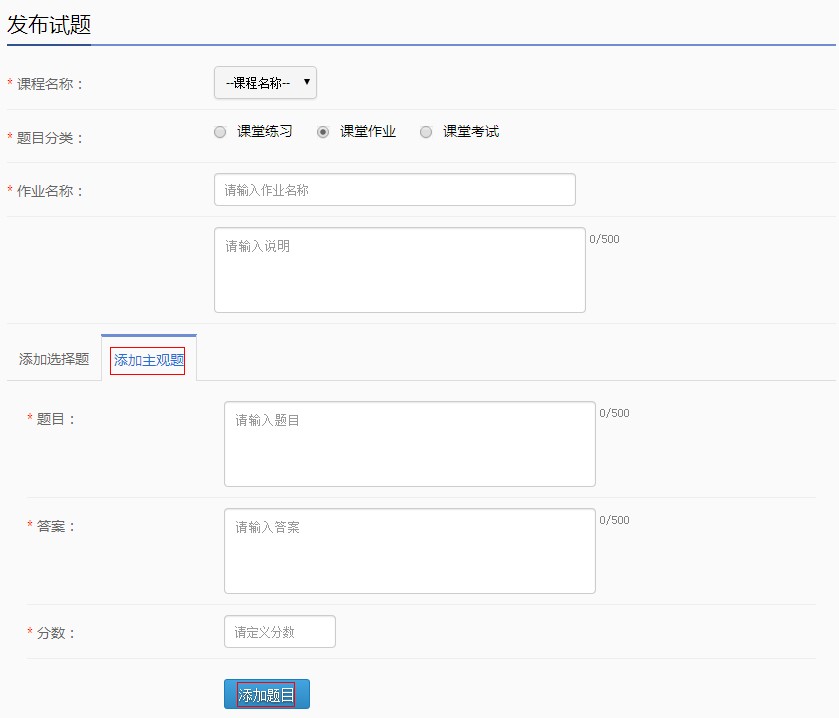 发布试题
* 课程名称：
--课程名称--
* 题目分类：
课堂练习 课堂作业 课堂考试
* 作业名称：
请输入作业名称
请输入说明
0/500
添加选择题 添加主观题
* 题目：
请输入题目
0/500
* 答案：
请输入答案
0/500
* 分数：
请定义分数
添加题目